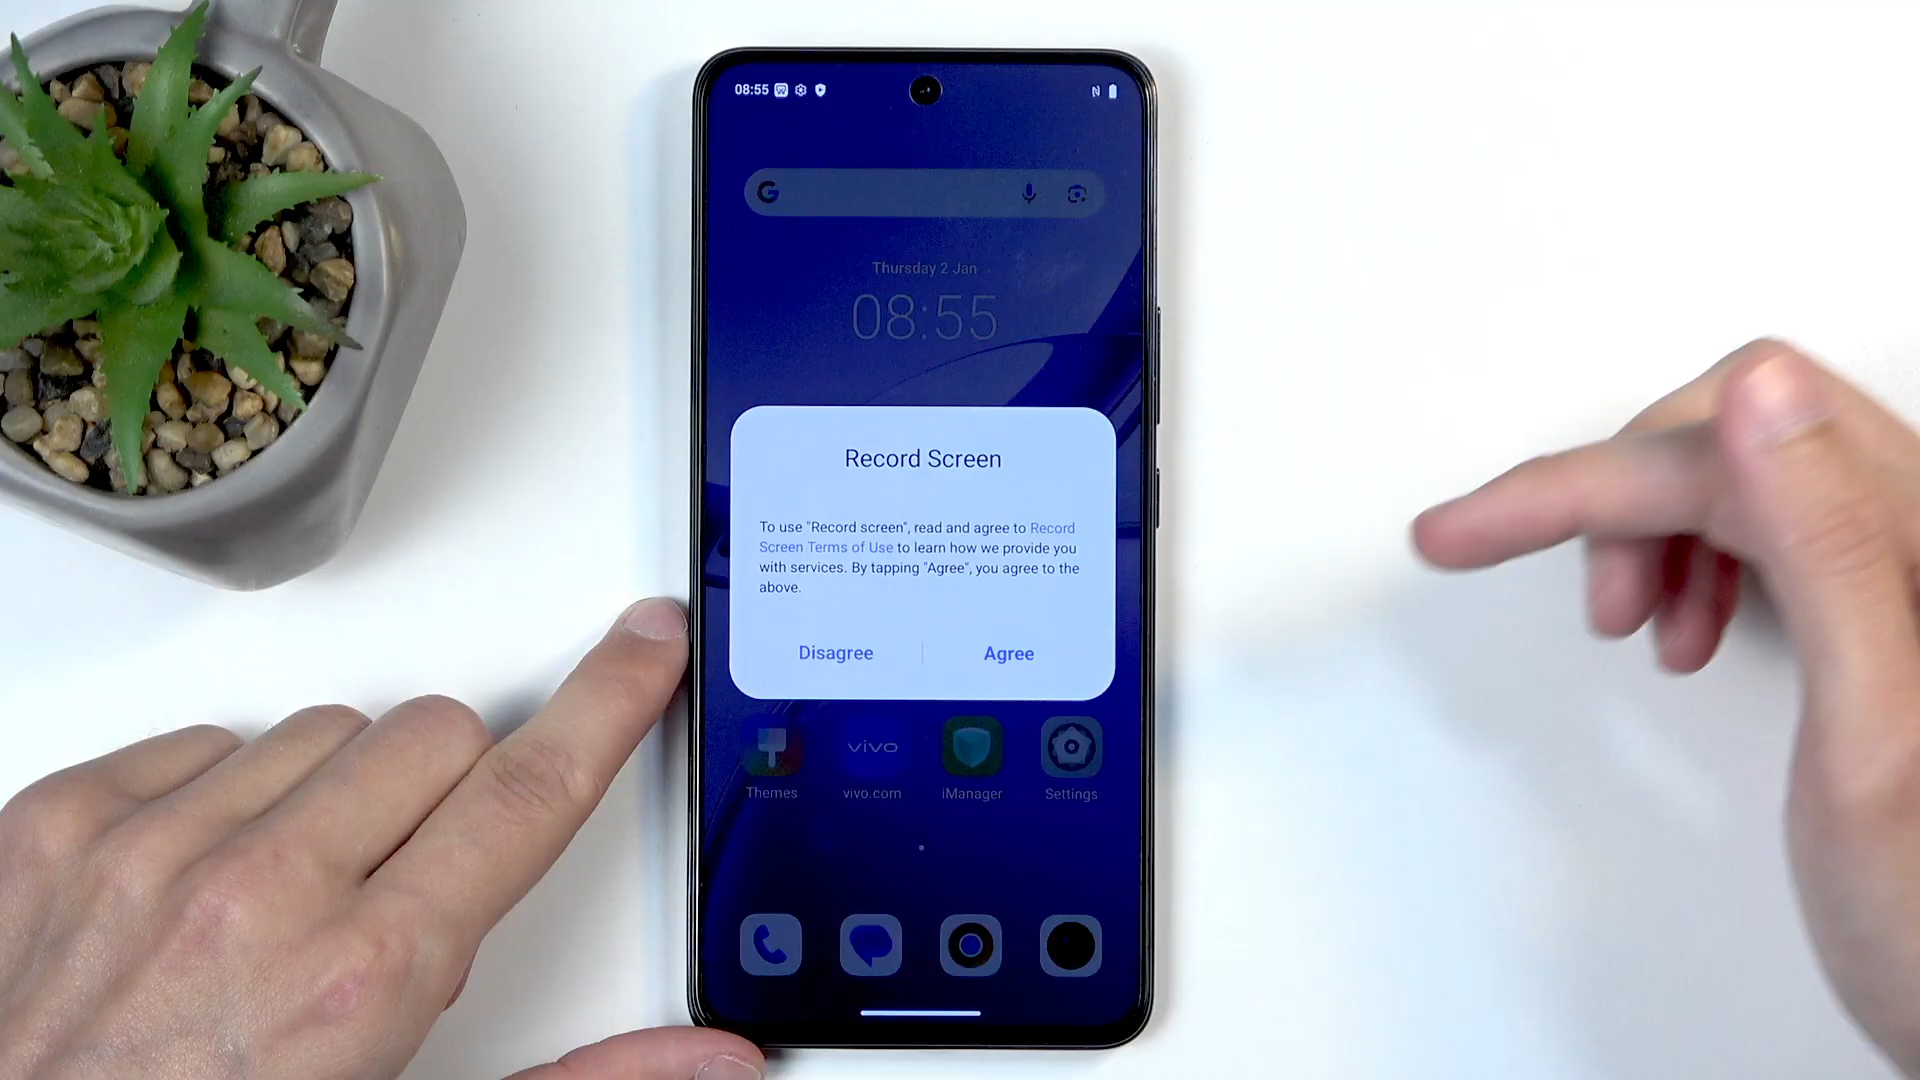 08:55
Thursday 2 Jan
08:55
Record Screen
To use "Record screen", read and agree to Record
Screen Terms of Use to learn how we provide you
with services. By tapping "Agree", you agree to the
above.
Disagree
Agree
vivo
Themes
vivo.com
iManager
Settings